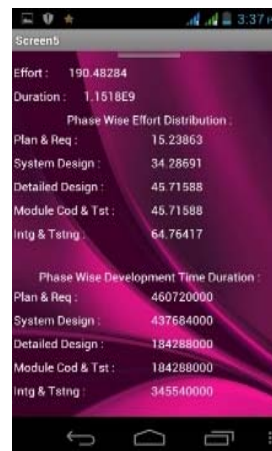 3:37
Screen5
Effort : 190.48284
Duration : 1.1518E9
Phase Wise Effort Distribution :
Plan & Req : 15.23863
System Design : 34.28691
Detailed Design : 45.71588
Module Cod & Tst : 45.71588
Intg & Tstng : 64.76417
Phase Wise Development Time Duration :
Plan & Req : 460720000
System Design : 437684000
Detailed Design : 184288000
Module Cod & Tst : 184288000
Intg & Tstng : 345540000